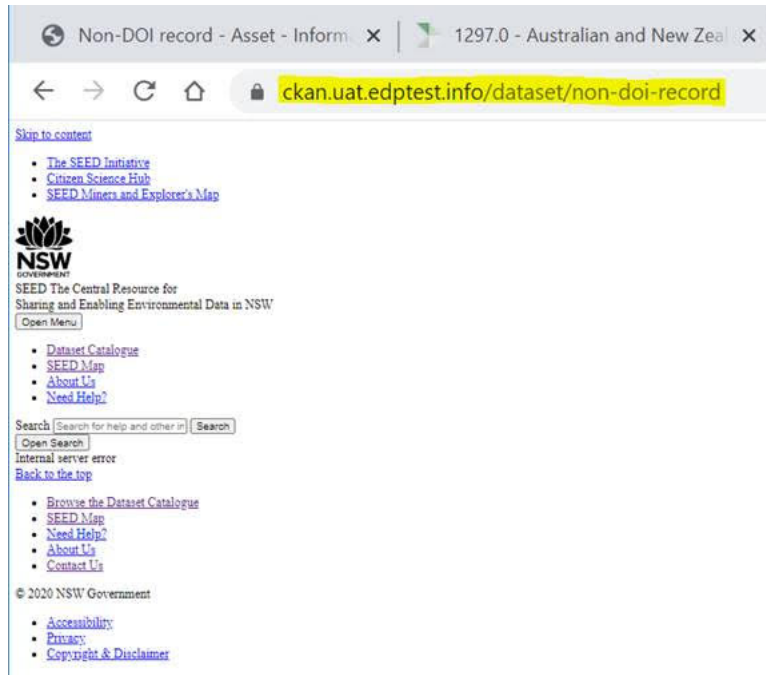 Non-DOI record - Asset - Inform
1297.0 - Australian and New Zeal
ckan.uat.edptest.info/dataset/non-doi-record
Skip to content
The SEED Initiative
Citizen Science Hub
SEED Miners and Explorer's Map
NSW
GOVERNMENT
SEED The Central Resource for
Sharing and Enabling Environmental Data in NSW
Open Menu
Dataset Catalogue
SEED Map
About Us
Need Help?
Search Search for help and other in Search
Open Search
Internal server error
Back to the top
Browse the Dataset Catalogue
SEED Map
Need Help?
About Us
Contact Us
© 2020 NSW Government
Accessibility
Privacy
Copyright & Disclaimer